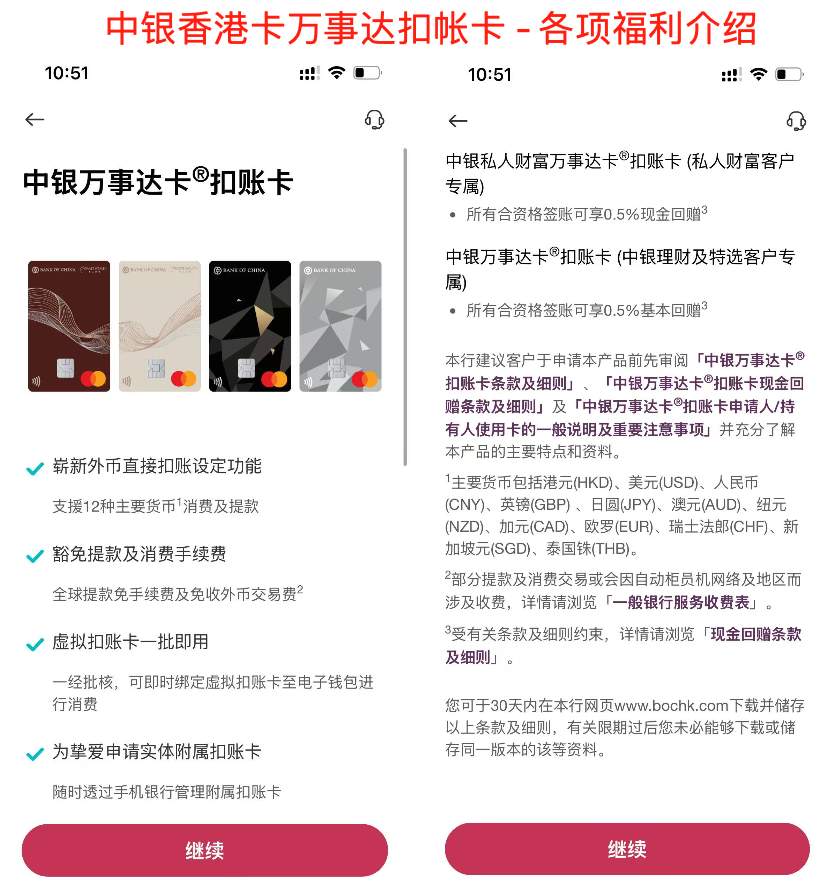 中银香港卡万事达扣帐卡 - 各项福利介绍
10:51
中银万事达卡®扣账卡
BANK OF CHINA
BANK OF CHINA
BANK OF CHINA
BANK OF CHINA
崭新外币直接扣账设定功能
支援12种主要货币¹消费及提款
豁免提款及消费手续费
全球提款免手续费及免收外币交易费²
虚拟扣账卡一批即用
一经批核，可即时绑定虚拟扣账卡至电子钱包进
行消费
为挚爱申请实体附属扣账卡
随时透过手机银行管理附属扣账卡
继续
10:51
中银私人财富万事达卡®扣账卡 (私人财富客户
专属)
• 所有合资格签账可享0.5%现金回赠³
中银万事达卡®扣账卡 (中银理财及特选客户专
属)
• 所有合资格签账可享0.5%基本回赠³
本行建议客户于申请本产品前先审阅「中银万事达卡®
扣账卡条款及细则」、「中银万事达卡®扣账卡现金回
赠条款及细则」及「中银万事达卡®扣账卡申请人/持
有人使用卡的一般说明及重要注意事项」并充分了解
本产品的主要特点和资料。
¹主要货币包括港元(HKD)、美元(USD)、人民币
(CNY)、英镑(GBP) 、日圆(JPY)、澳元(AUD)、纽元
(NZD)、加元(CAD)、欧罗(EUR)、瑞士法郎(CHF)、新
加坡元(SGD)、泰国铢(THB)。
²部分提款及消费交易或会因自动柜员机网络及地区而
涉及收费，详情请浏览「一般银行服务收费表」。
³受有关条款及细则约束，详情请浏览「现金回赠条款
及细则」。
您可于30天内在本行网页www.bochk.com下载并储存
以上条款及细则，有关限期过后您未必能够下载或储
存同一版本的该等资料。
继续